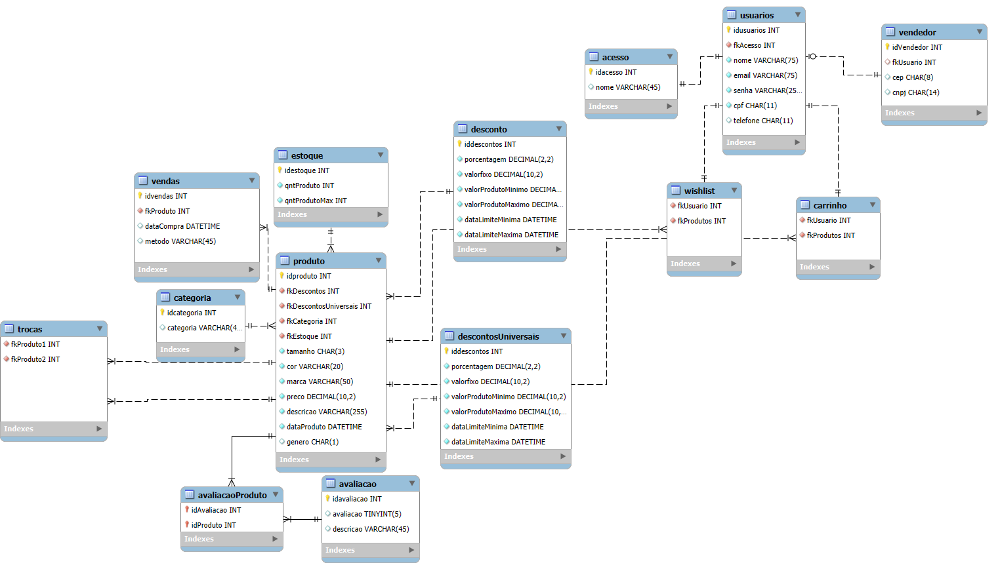 usuarios
idusuarios INT
fkAcesso INT
nome VARCHAR(75)
email VARCHAR(75)
senha VARCHAR(25...
cpf CHAR(11)
telefone CHAR(11)
Indexes
vendedor
idVendedor INT
fkUsuario INT
cep CHAR(8)
cnpj CHAR(14)
Indexes
acesso
idacesso INT
nome VARCHAR(45)
Indexes
desconto
iddescontos INT
porcentagem DECIMAL(2,2)
valorfixo DECIMAL(10,2)
valorProdutoMinimo DECIMA...
valorProdutoMaximo DECIMA...
dataLimiteMinima DATETIME
dataLimiteMaxima DATETIME
Indexes
estoque
idestoque INT
qntProduto INT
qntProdutoMax INT
Indexes
vendas
idvendas INT
fkProduto INT
dataCompra DATETIME
metodo VARCHAR(45)
Indexes
wishlist
fkUsuario INT
fkProdutos INT
Indexes
carrinho
fkUsuario INT
fkProdutos INT
Indexes
produto
idproduto INT
fkDescontos INT
fkDescontosUniversais INT
fkCategoria INT
fkEstoque INT
tamanho CHAR(3)
cor VARCHAR(20)
marca VARCHAR(50)
preco DECIMAL(10,2)
descricao VARCHAR(255)
dataProduto DATETIME
genero CHAR(1)
Indexes
categoria
idcategoria INT
categoria VARCHAR(4...
Indexes
trocas
fkProduto1 INT
fkProduto2 INT
Indexes
descontosUniversais
iddescontos INT
porcentagem DECIMAL(2,2)
valorfixo DECIMAL(10,2)
valorProdutoMinimo DECIMAL(10,2)
valorProdutoMaximo DECIMAL(10,...
dataLimiteMinima DATETIME
dataLimiteMaxima DATETIME
Indexes
avaliacaoProduto
idAvaliacao INT
idProduto INT
Indexes
avaliacao
idavaliacao INT
avaliacao TINYINT(5)
descricao VARCHAR(45)
Indexes